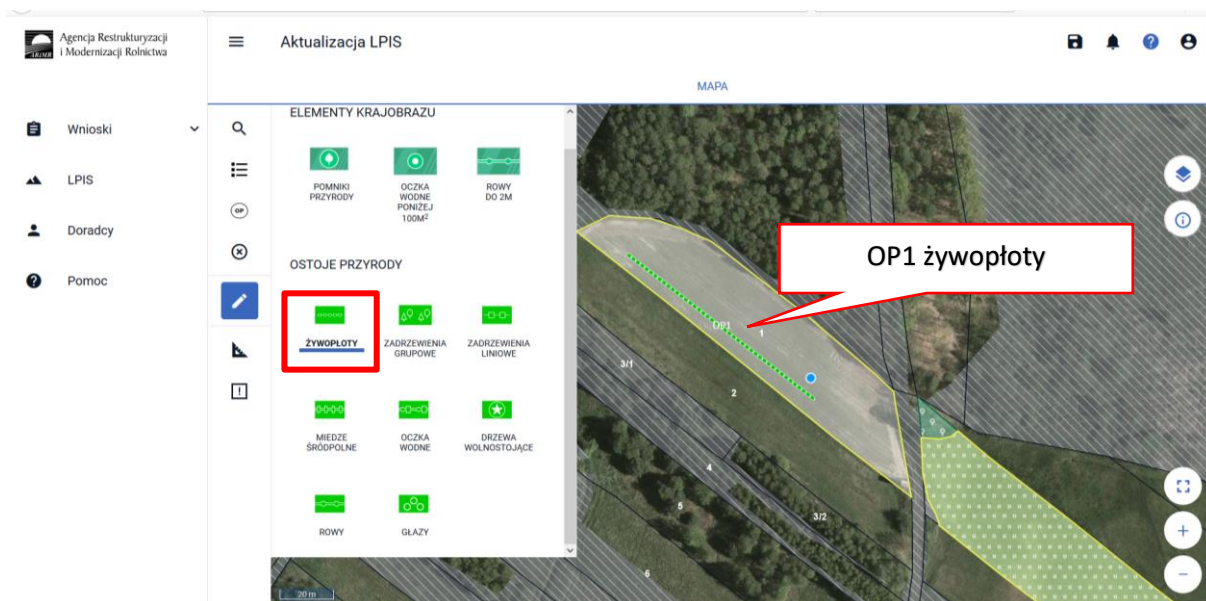 Agencja Restrukturyzacji
i Modernizacji Rolnictwa
ARiMR
Aktualizacja LPIS
MAPA
Wnioski
LPIS
Doradcy
Pomoc
OP
ELEMENTY KRAJOBRAZU
POMNIKI
PRZYRODY
OCZKA
WODNE
PONIŻEJ
100M²
ROWY
DO 2M
OSTOJE PRZYRODY
ŻYWOPŁOTY
ZADRZEWIENIA
GRUPOWE
ZADRZEWIENIA
LINIOWE
MIEDZE
ŚRÓDPOLNE
OCZKA
WODNE
DRZEWA
WOLNOSTOJĄCE
ROWY
GŁAZY
OP1 żywopłoty
OP1
1
3/1
2
4
5
3/2
6
20 m